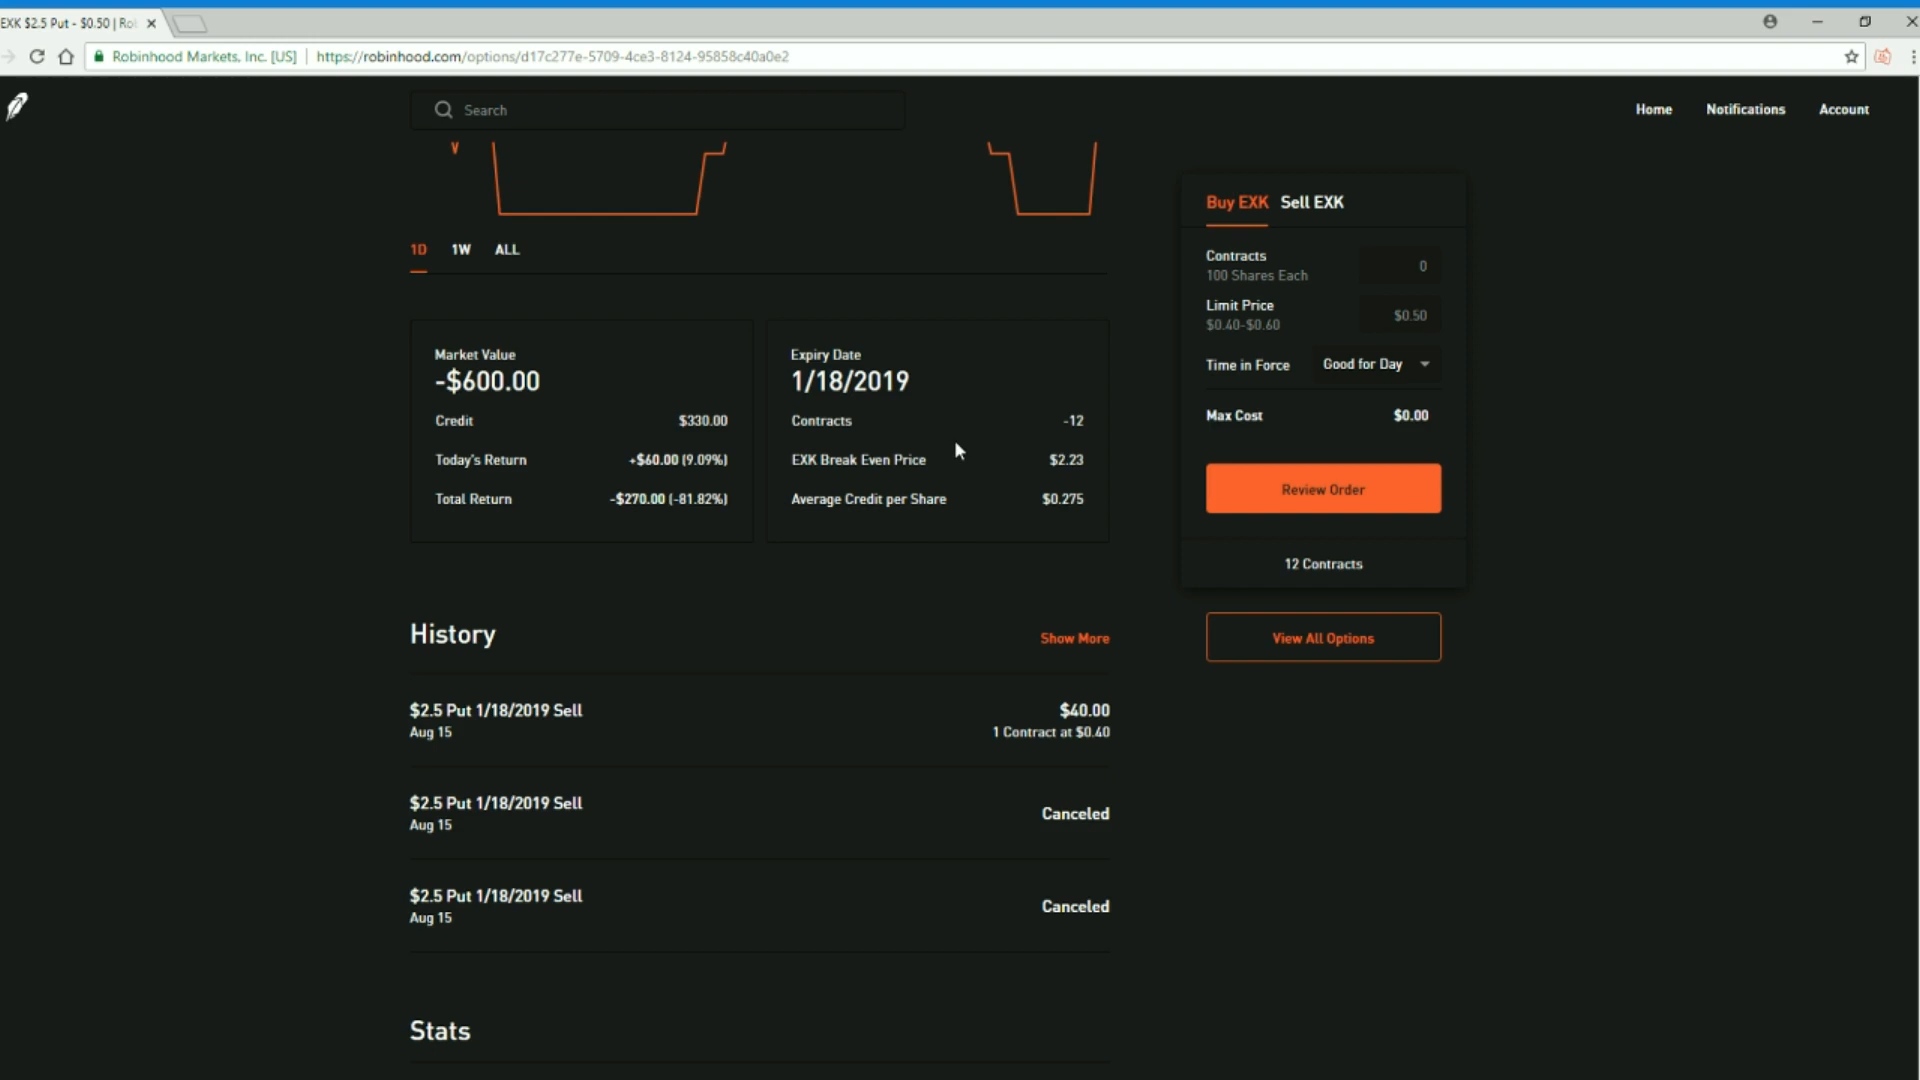 EXK $2.5 Put - $0.50 | Ro
Robinhood Markets, Inc. [US]
https://robinhood.com/options/d17c277e-5709-4ce3-8124-95858c40a0e2
Search
Home
Notifications
Account
1D
1W
ALL
Market Value
-$600.00
Credit $330.00
Today's Return +$60.00 (9.09%)
Total Return -$270.00 (-81.82%)
Expiry Date
1/18/2019
Contracts -12
EXK Break Even Price $2.23
Average Credit per Share $0.275
Buy EXK Sell EXK
Contracts
100 Shares Each
0
Limit Price
$0.40-$0.60
$0.50
Time in Force Good for Day
Max Cost $0.00
Review Order
12 Contracts
View All Options
History
Show More
$2.5 Put 1/18/2019 Sell $40.00
Aug 15 1 Contract at $0.40
$2.5 Put 1/18/2019 Sell
Aug 15
Canceled
$2.5 Put 1/18/2019 Sell
Aug 15
Canceled
Stats